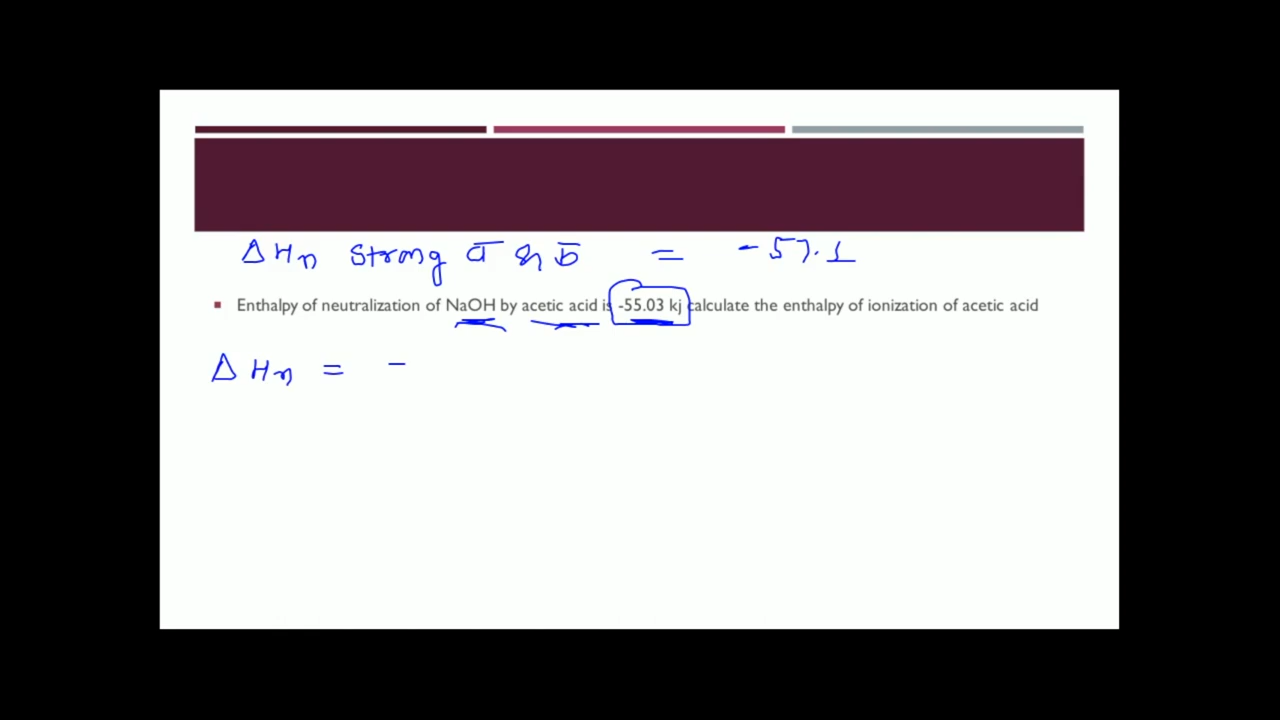 ΔHn strong a̅ & b̅ = -57.1
Enthalpy of neutralization of NaOH by acetic acid is -55.03 kj calculate the enthalpy of ionization of acetic acid
ΔHn = -